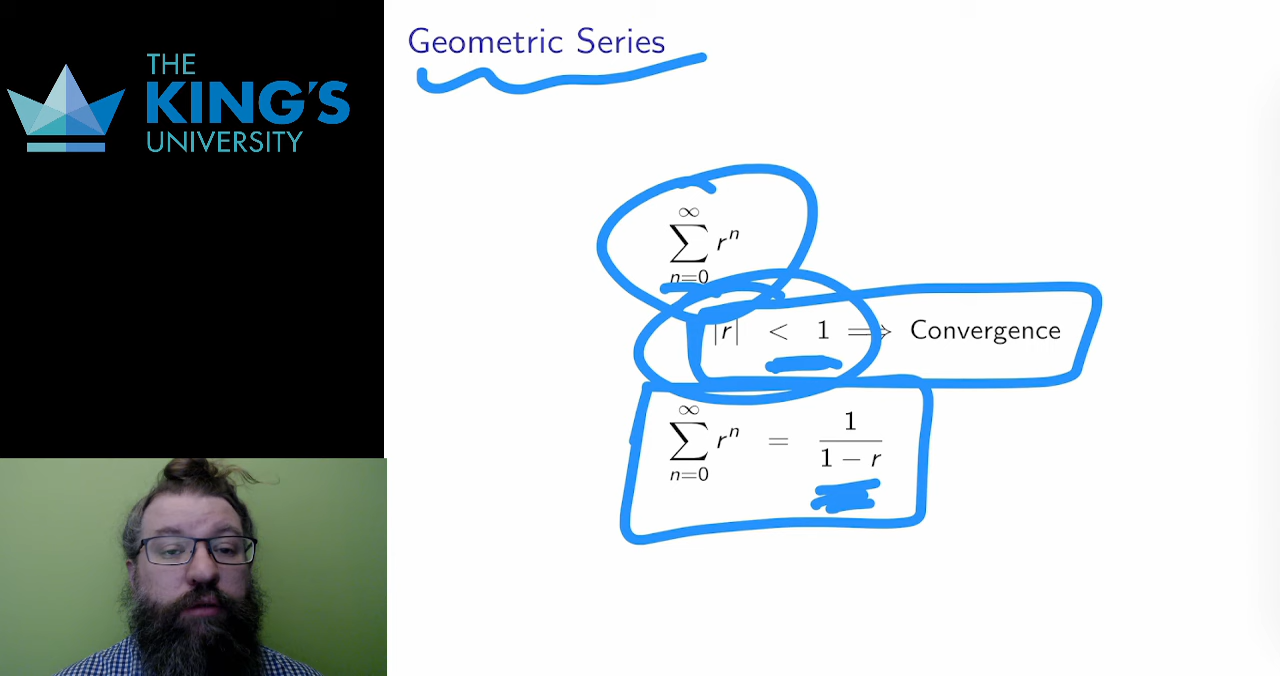 THE
KING'S
UNIVERSITY
Geometric Series
∞
∑ rⁿ
n=0
|r| < 1 ⟹ Convergence
∞
∑ rⁿ = 1/(1 − r)
n=0